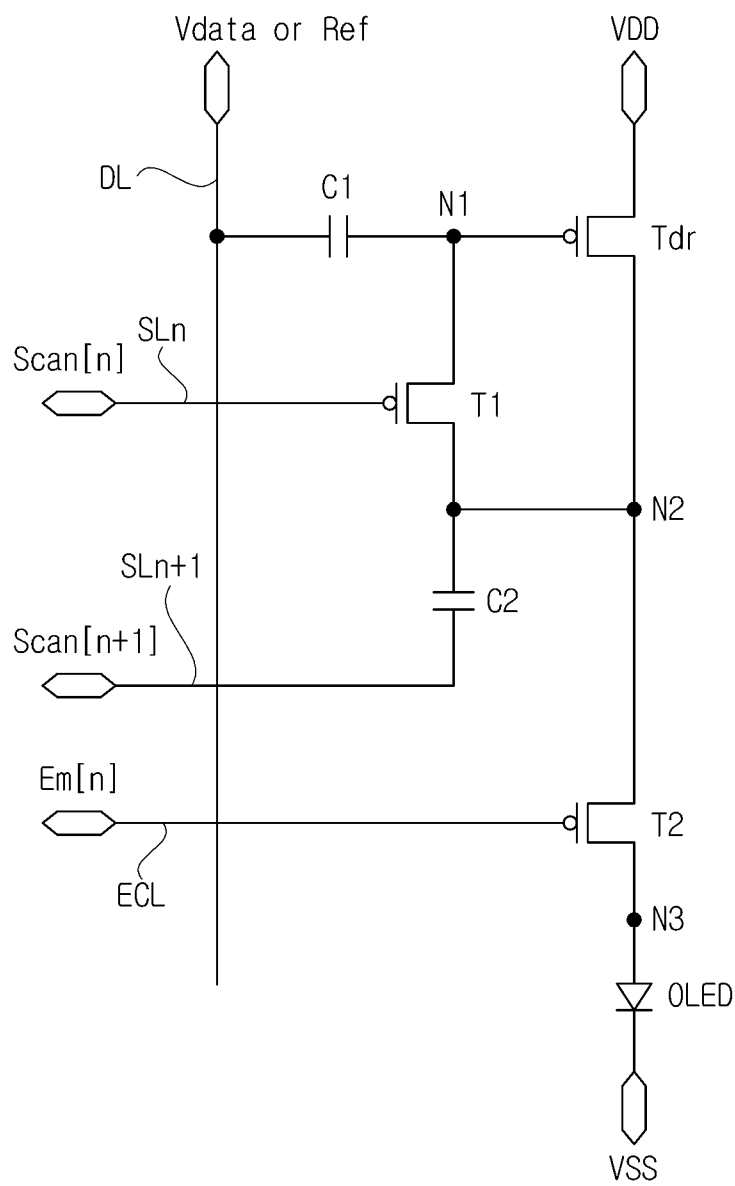 Vdata or Ref
VDD
DL
C1
N1
Tdr
SLn
Scan[n]
T1
N2
SLn+1
C2
Scan[n+1]
Em[n]
T2
ECL
N3
OLED
VSS